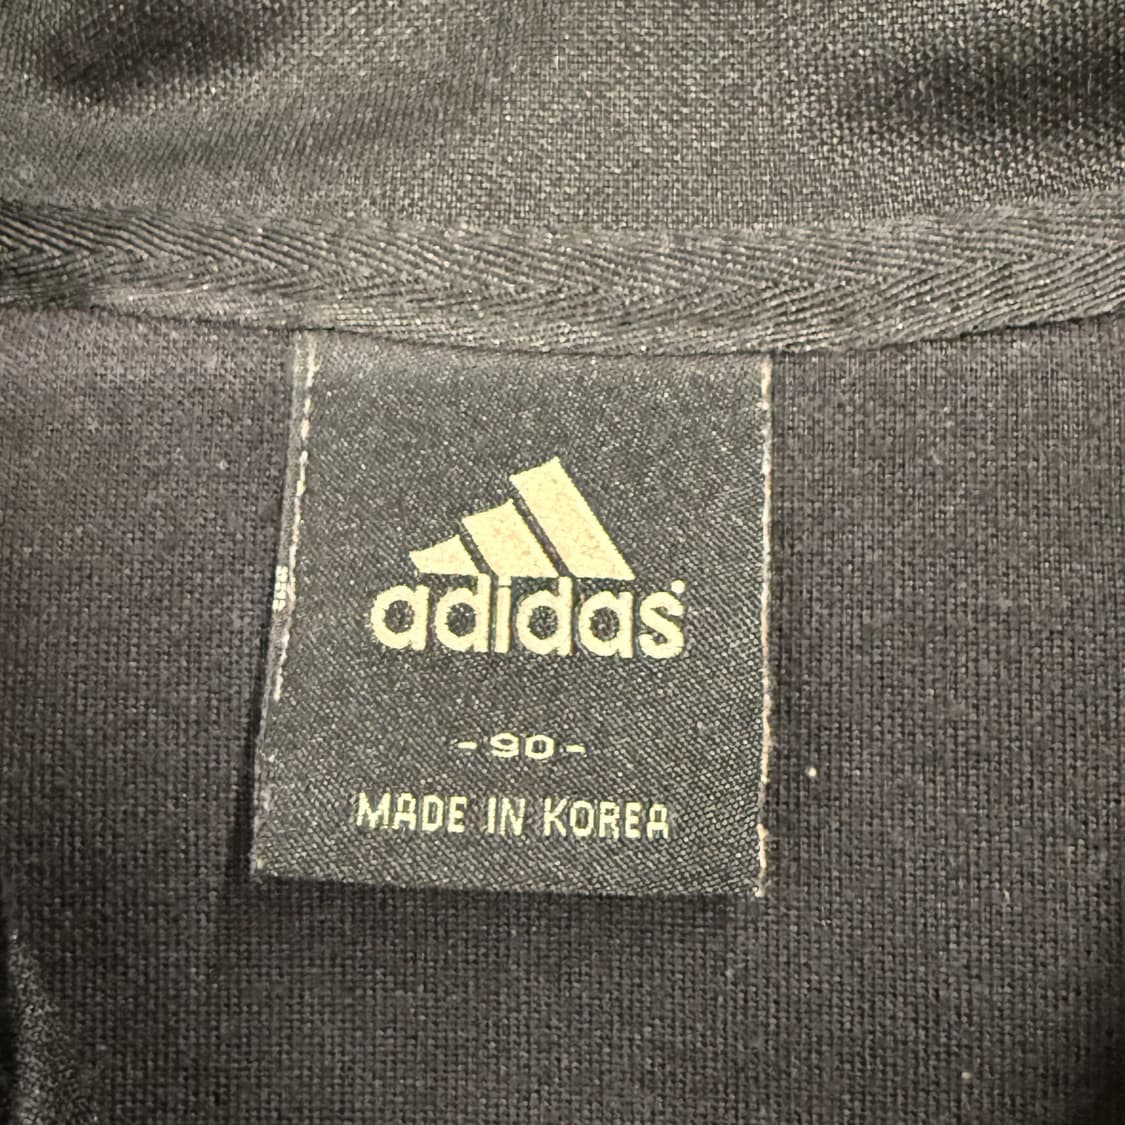 adidas
-90-
MADE IN KOREA